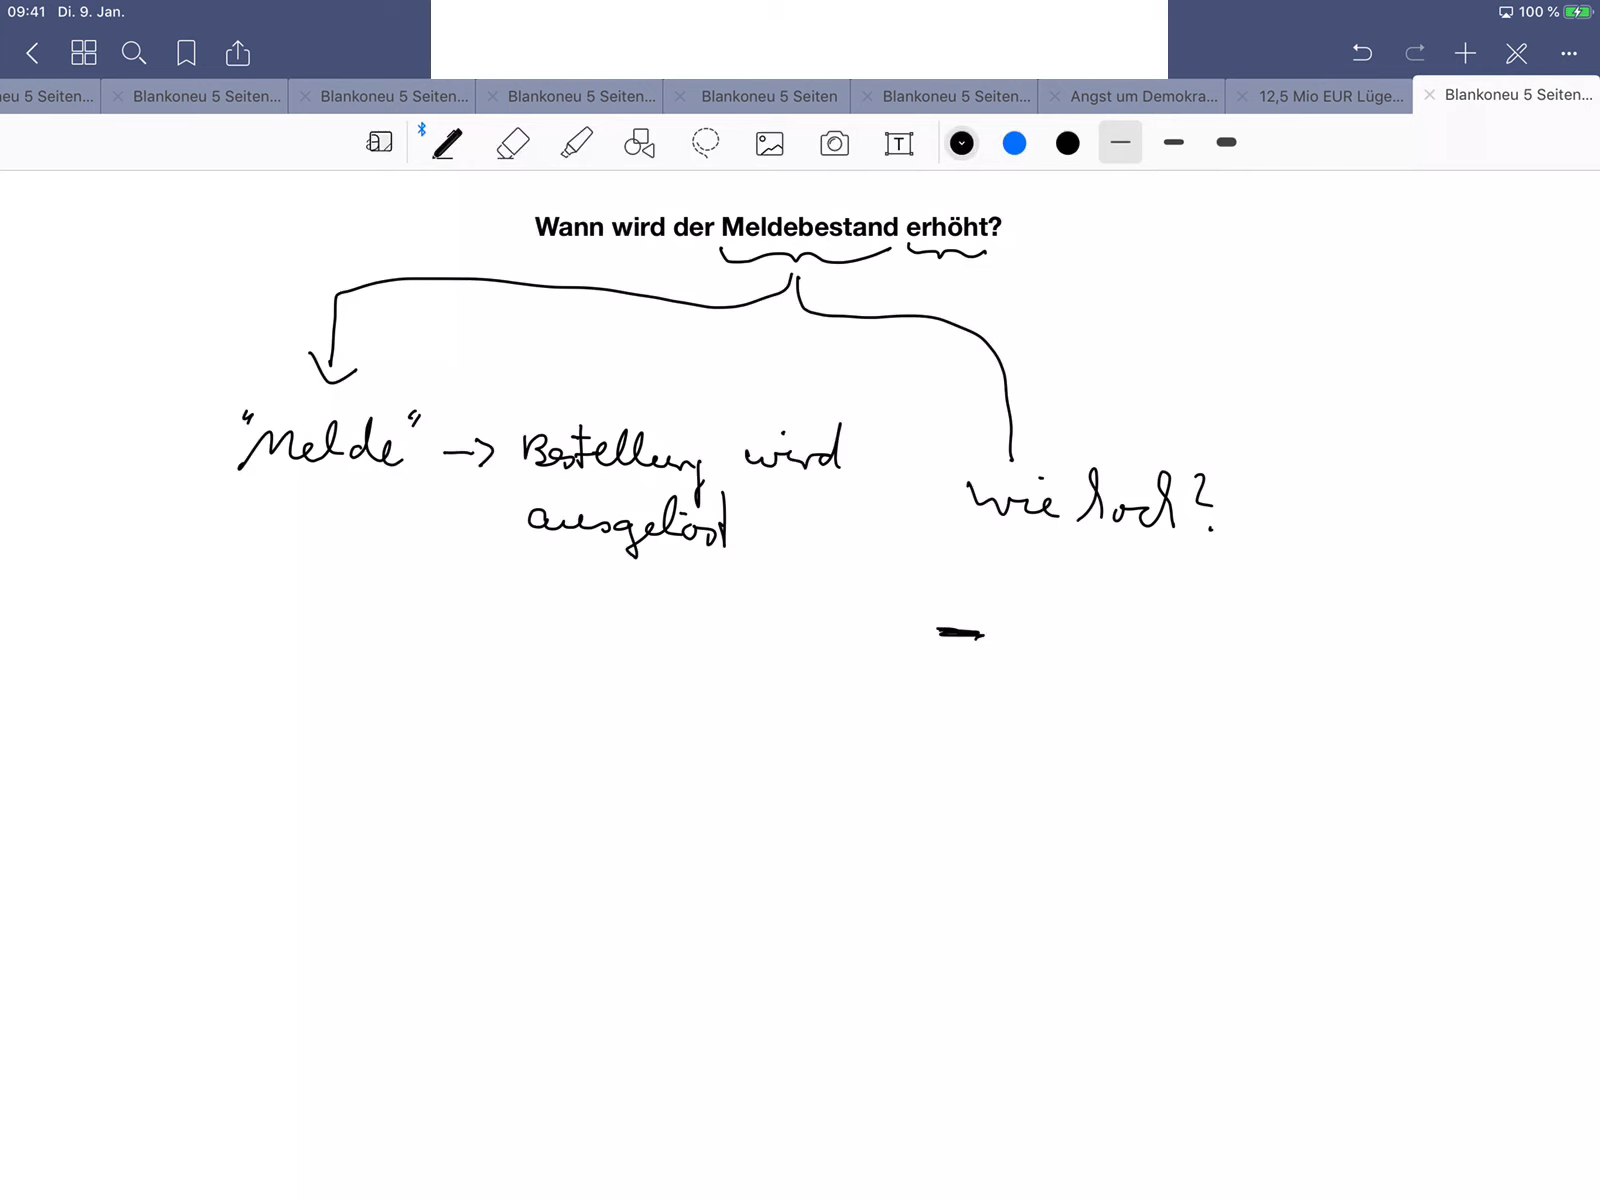 09:41 Di. 9. Jan. 100 %
eu 5 Seiten... Blankoneu 5 Seiten... Blankoneu 5 Seiten... Blankoneu 5 Seiten... Blankoneu 5 Seiten Blankoneu 5 Seiten... Angst um Demokra... 12,5 Mio EUR Lüge... Blankoneu 5 Seiten...
T
Wann wird der Meldebestand erhöht?
"Melde" -> Bestellung wird
ausgelöst
wie hoch?